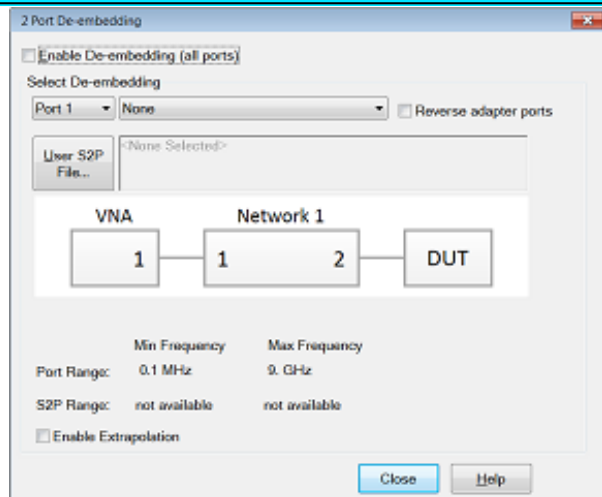 2 Port De-embedding
Enable De-embedding (all ports)
Select De-embedding
Port 1 None Reverse adapter ports
User S2P File...
<None Selected>
VNA Network 1
1 1 2 DUT
Min Frequency Max Frequency
Port Range: 0.1 MHz 9. GHz
S2P Range: not available not available
Enable Extrapolation
Close Help